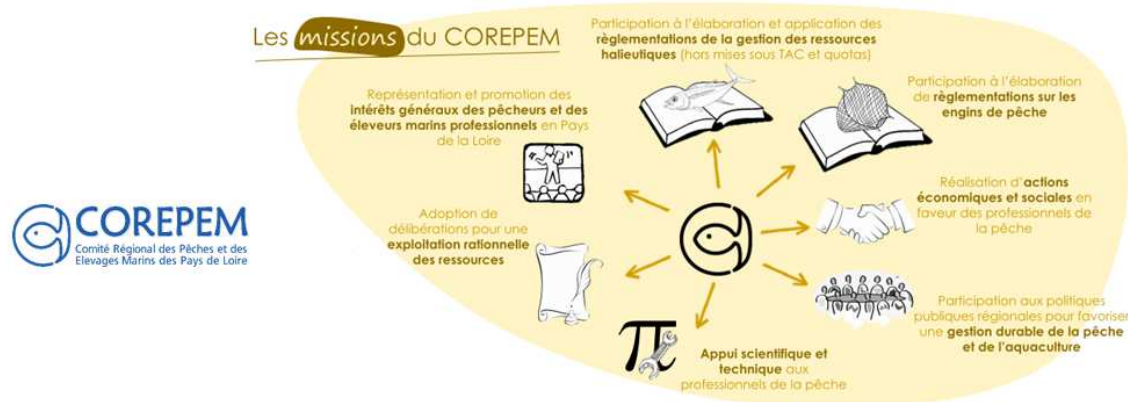 Les missions du COREPEM
Participation à l'élaboration et application des
règlementations de la gestion des ressources
halieutiques (hors mises sous TAC et quotas)
Représentation et promotion des
intérêts généraux des pêcheurs et des
éleveurs marins professionnels en Pays
de la Loire
Participation à l'élaboration
de règlementations sur les
engins de pêche
Adoption de
délibérations pour une
exploitation rationnelle
des ressources
Réalisation d'actions
économiques et sociales en
faveur des professionnels de
la pêche
COREPEM
Comité Régional des Pêches et des
Elevages Marins des Pays de Loire
Participation aux politiques
publiques régionales pour favoriser
une gestion durable de la pêche
et de l'aquaculture
π
Appui scientifique et
technique aux
professionnels de la pêche